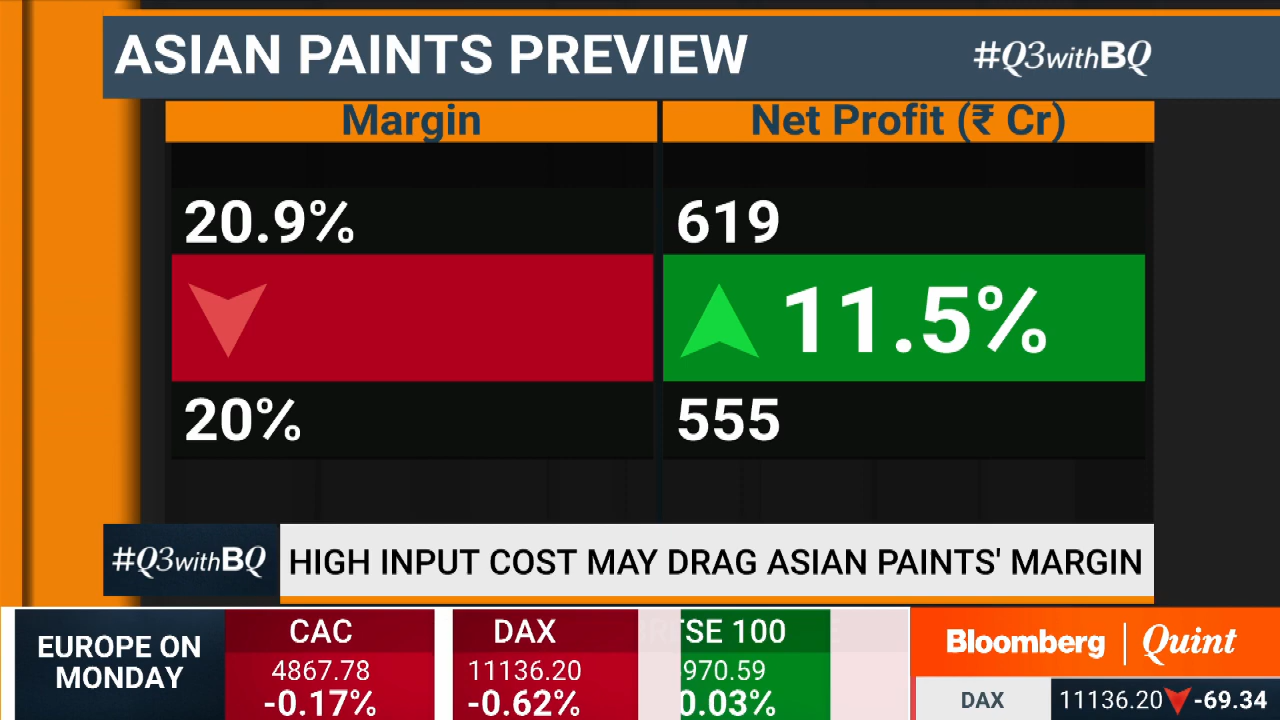 ASIAN PAINTS PREVIEW
#Q3withBQ
Margin
Net Profit (₹ Cr)
20.9%
619
11.5%
20%
555
#Q3withBQ
HIGH INPUT COST MAY DRAG ASIAN PAINTS' MARGIN
EUROPE ON
MONDAY
CAC
4867.78
-0.17%
DAX
11136.20
-0.62%
TSE 100
970.59
0.03%
Bloomberg | Quint
DAX
11136.20
-69.34